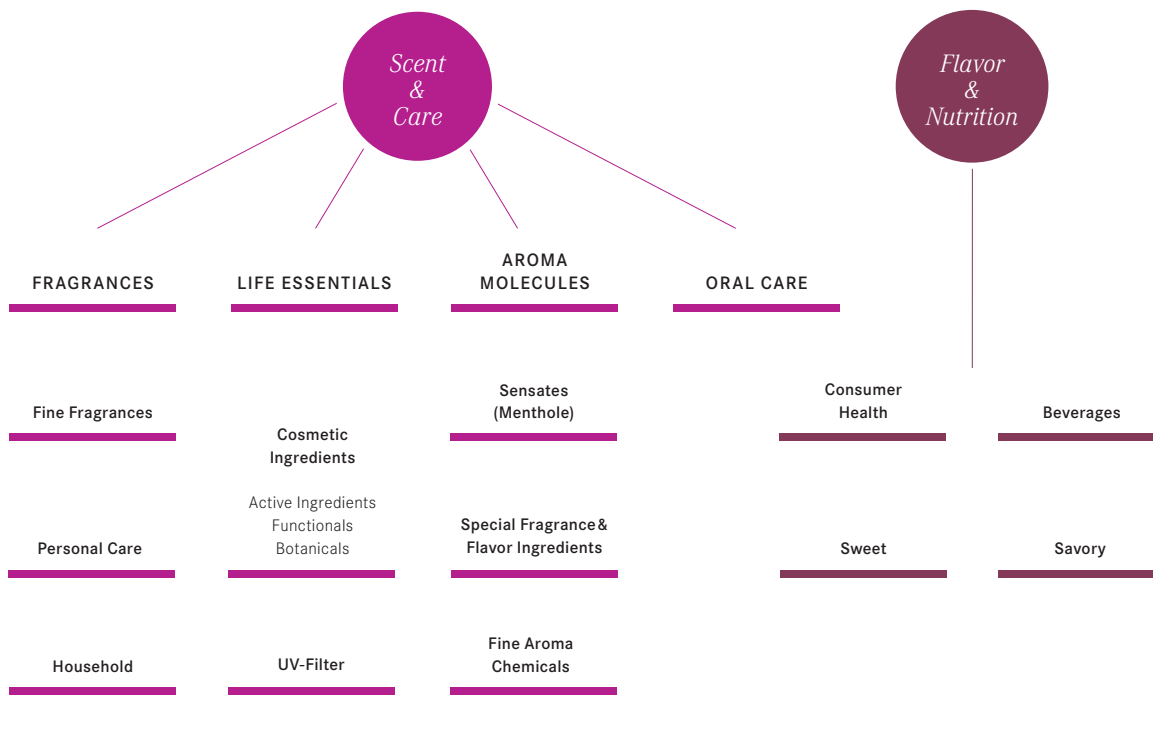 Scent
&
Care
Flavor
&
Nutrition
FRAGRANCES
LIFE ESSENTIALS
AROMA
MOLECULES
ORAL CARE
Fine Fragrances
Personal Care
Household
Cosmetic
Ingredients
Active Ingredients
Functionals
Botanicals
UV-Filter
Sensates
(Menthole)
Special Fragrance &
Flavor Ingredients
Fine Aroma
Chemicals
Consumer
Health
Beverages
Sweet
Savory